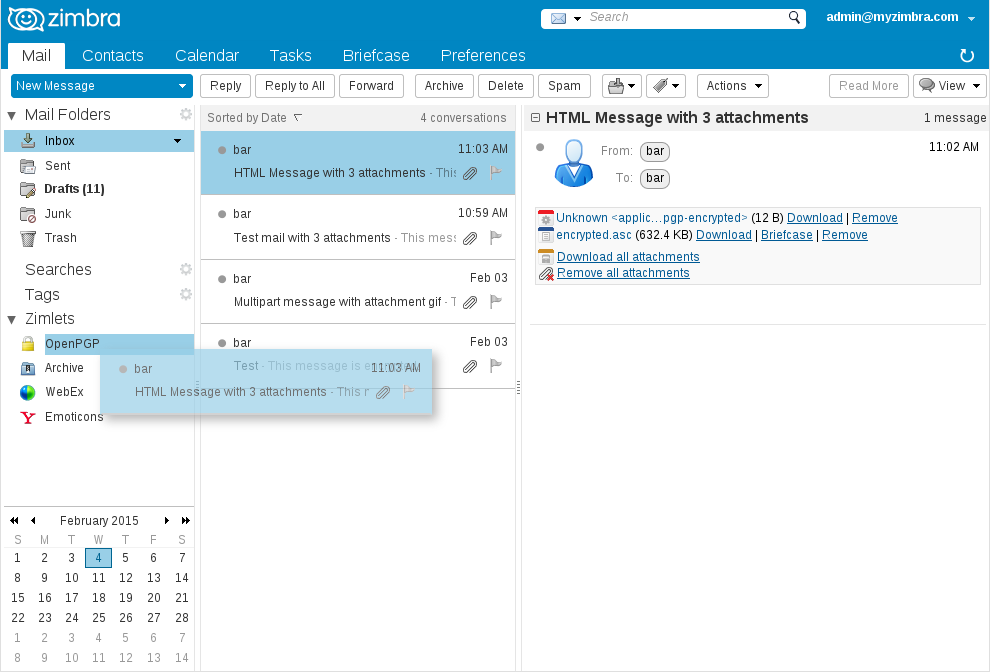 zimbra
Search
admin@myzimbra.com
Mail Contacts Calendar Tasks Briefcase Preferences
New Message
Reply Reply to All Forward Archive Delete Spam Actions Read More View
Mail Folders
Inbox
Sent
Drafts (11)
Junk
Trash
Searches
Tags
Zimlets
OpenPGP
Archive
WebEx
Emoticons
February 2015
S M T W T F S
1 2 3 4 5 6 7
8 9 10 11 12 13 14
15 16 17 18 19 20 21
22 23 24 25 26 27 28
1 2 3 4 5 6 7
8 9 10 11 12 13 14
Sorted by Date 4 conversations
bar 11:03 AM
HTML Message with 3 attachments - This
bar 10:59 AM
Test mail with 3 attachments - This mess
bar Feb 03
Multipart message with attachment gif - T
bar Feb 03
Test - This message is
bar 11:03 AM
HTML Message with 3 attachments - This r
HTML Message with 3 attachments 1 message
From: bar 11:02 AM
To: bar
Unknown <applic...pgp-encrypted> (12 B) Download | Remove
encrypted.asc (632.4 KB) Download | Briefcase | Remove
Download all attachments
Remove all attachments